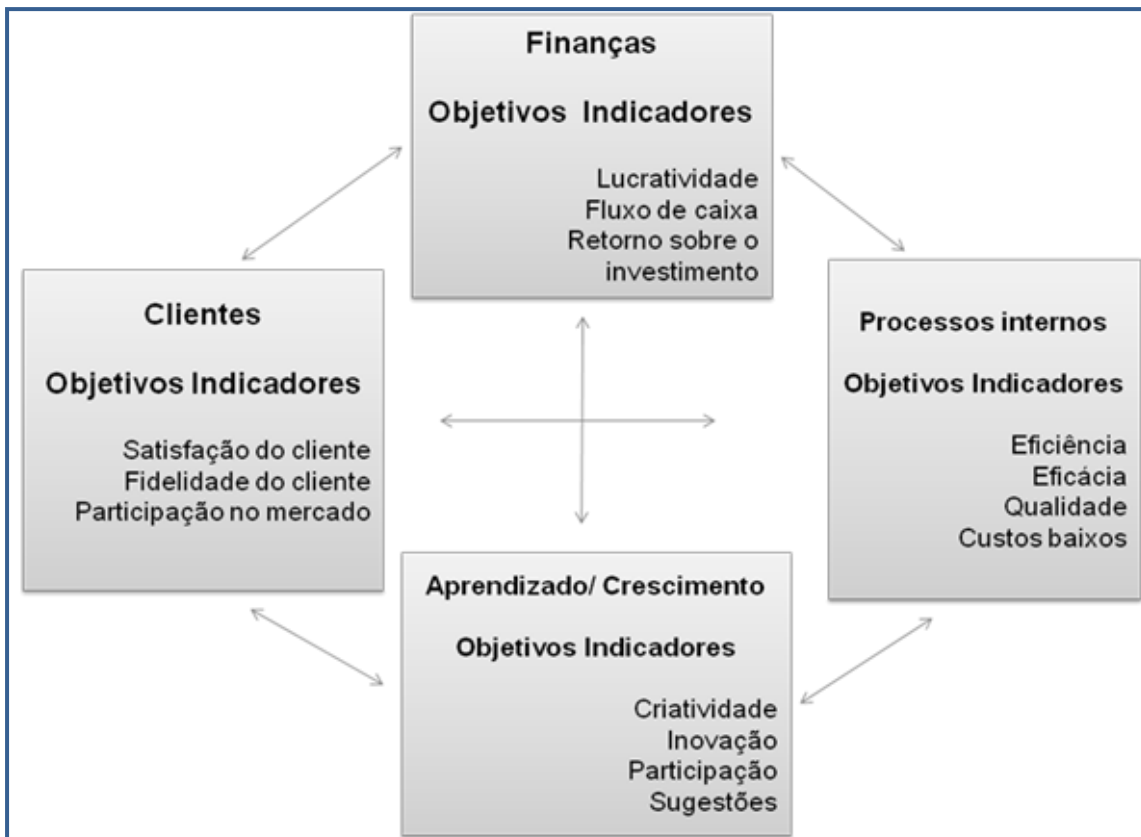 Finanças
Objetivos Indicadores
Lucratividade
Fluxo de caixa
Retorno sobre o
investimento
Clientes
Objetivos Indicadores
Satisfação do cliente
Fidelidade do cliente
Participação no mercado
Processos internos
Objetivos Indicadores
Eficiência
Eficácia
Qualidade
Custos baixos
Aprendizado/ Crescimento
Objetivos Indicadores
Criatividade
Inovação
Participação
Sugestões